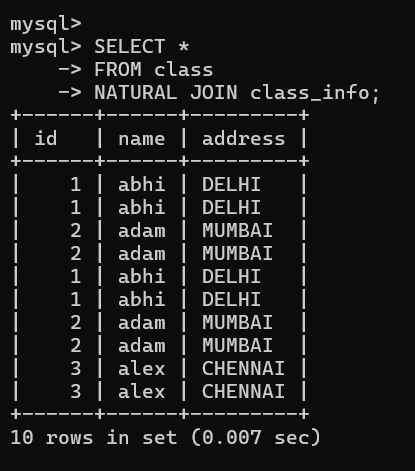 mysql>
mysql> SELECT *
    -> FROM class
    -> NATURAL JOIN class_info;
+------+------+---------+
| id   | name | address |
+------+------+---------+
|    1 | abhi | DELHI   |
|    1 | abhi | DELHI   |
|    2 | adam | MUMBAI  |
|    2 | adam | MUMBAI  |
|    1 | abhi | DELHI   |
|    1 | abhi | DELHI   |
|    2 | adam | MUMBAI  |
|    2 | adam | MUMBAI  |
|    3 | alex | CHENNAI |
|    3 | alex | CHENNAI |
+------+------+---------+
10 rows in set (0.007 sec)